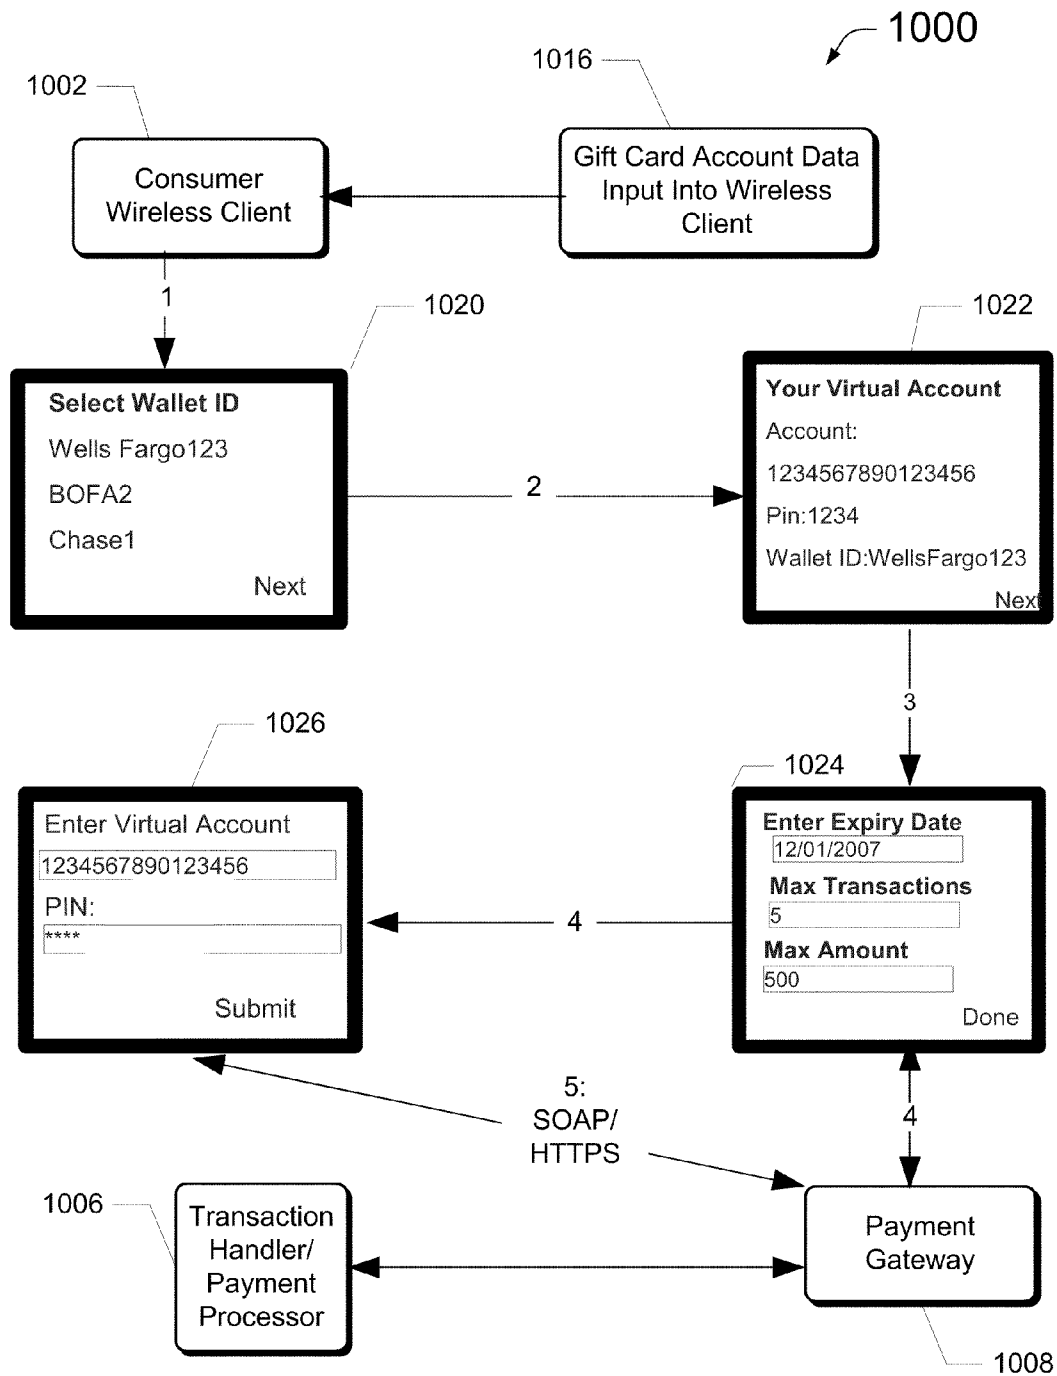 1000
1002
1016
Consumer
Wireless Client
Gift Card Account Data
Input Into Wireless
Client
1
1020
1022
Select Wallet ID
Wells Fargo123
BOFA2
Chase1
Next
2
Your Virtual Account
Account:
1234567890123456
Pin:1234
Wallet ID:WellsFargo123
Next
3
1026
1024
Enter Virtual Account
1234567890123456
PIN:
****
Submit
4
Enter Expiry Date
12/01/2007
Max Transactions
5
Max Amount
500
Done
5:
SOAP/
HTTPS
4
1006
Transaction
Handler/
Payment
Processor
Payment
Gateway
1008